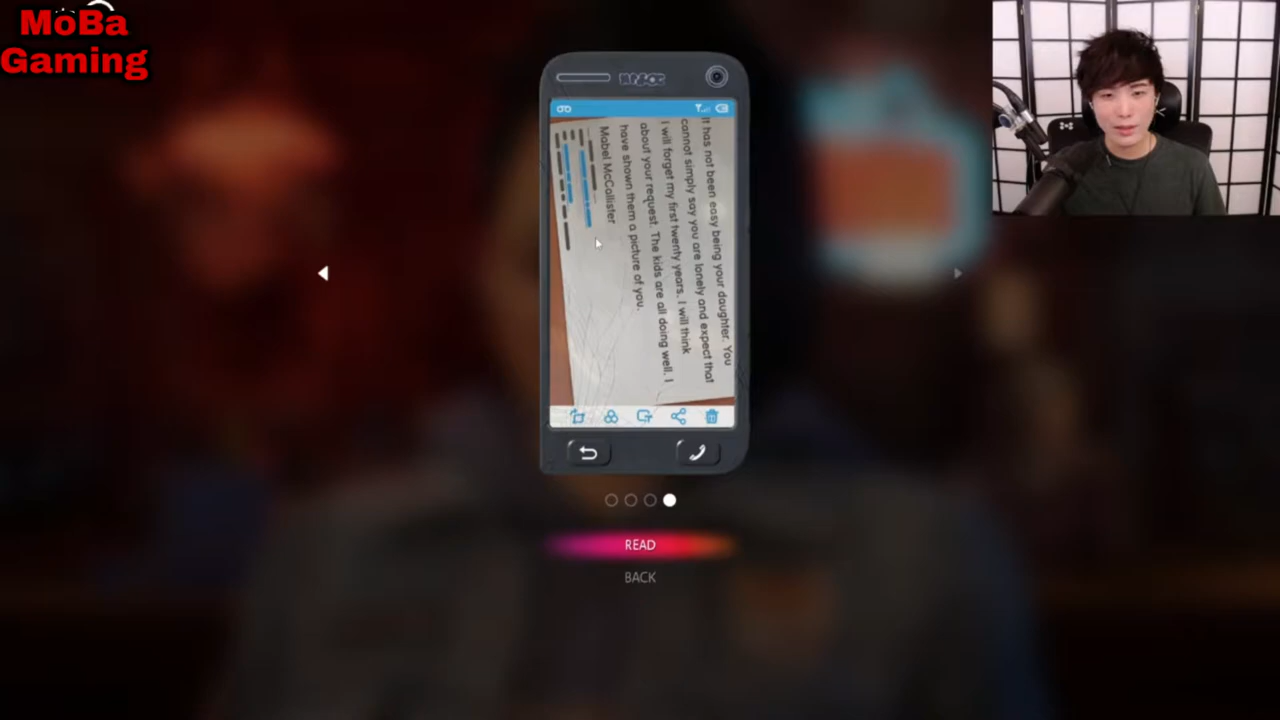 MoBa
Gaming
It has not been easy being your daughter. You
cannot simply say you are lonely and expect that
I will forget my first twenty years. I will think
about your request. The kids are all doing well. I
have shown them a picture of you.
Mabel McCallister
READ
BACK